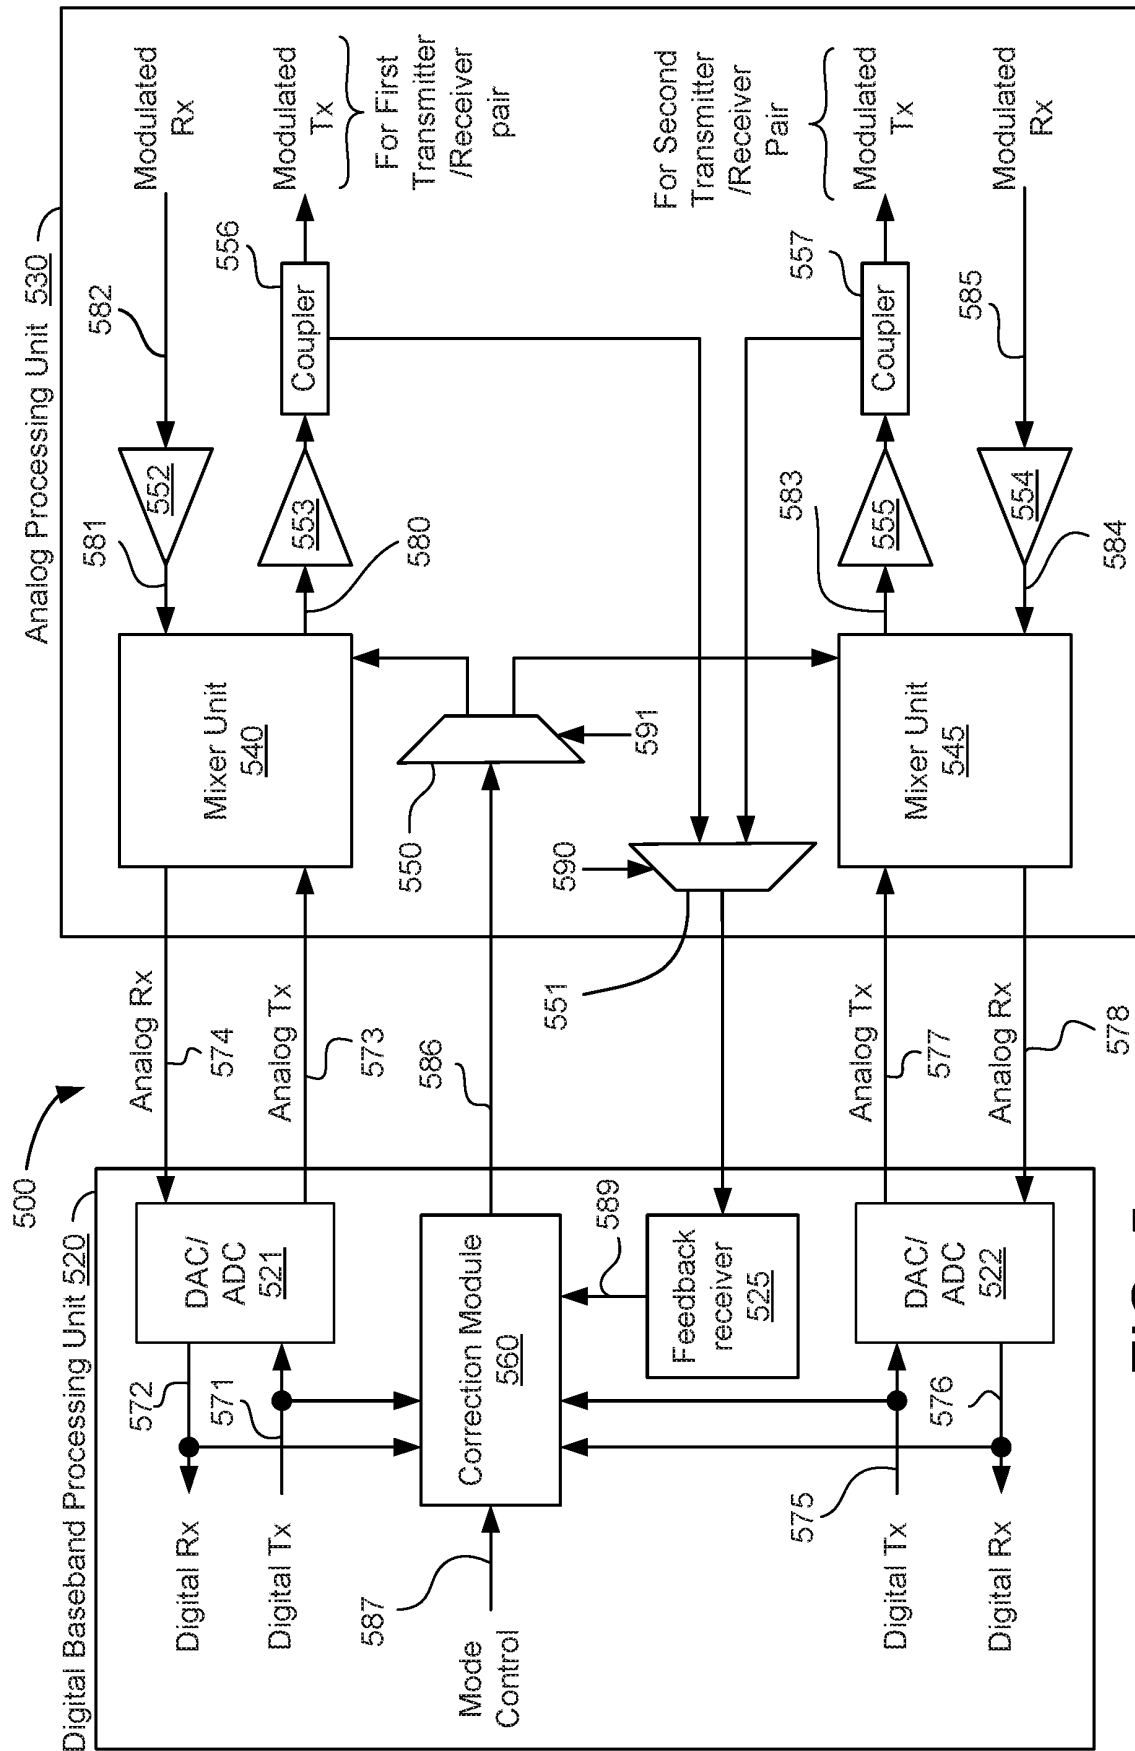 500
Digital Baseband Processing Unit 520
Analog Processing Unit 530
Digital Rx
572
DAC/
ADC
521
Analog Rx
574
Mixer Unit
540
581
552
582
Modulated
Rx
Digital Tx
571
Analog Tx
573
580
553
Coupler
556
Modulated
Tx
For First
Transmitter
/Receiver
pair
Mode
Control
587
Correction Module
560
586
550
591
589
Feedback
receiver
525
551
590
For Second
Transmitter
/Receiver
Pair
Digital Tx
575
DAC/
ADC
522
Analog Tx
577
Mixer Unit
545
583
555
Coupler
557
Modulated
Tx
Digital Rx
576
Analog Rx
578
584
554
585
Modulated
Rx